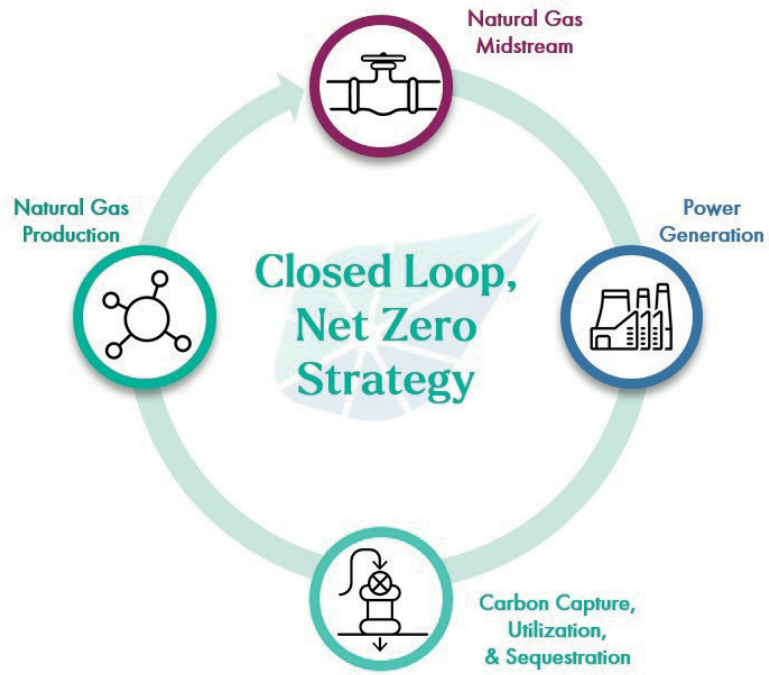 Natural Gas
Midstream
Natural Gas
Production
Power
Generation
Closed Loop,
Net Zero
Strategy
Carbon Capture,
Utilization,
& Sequestration